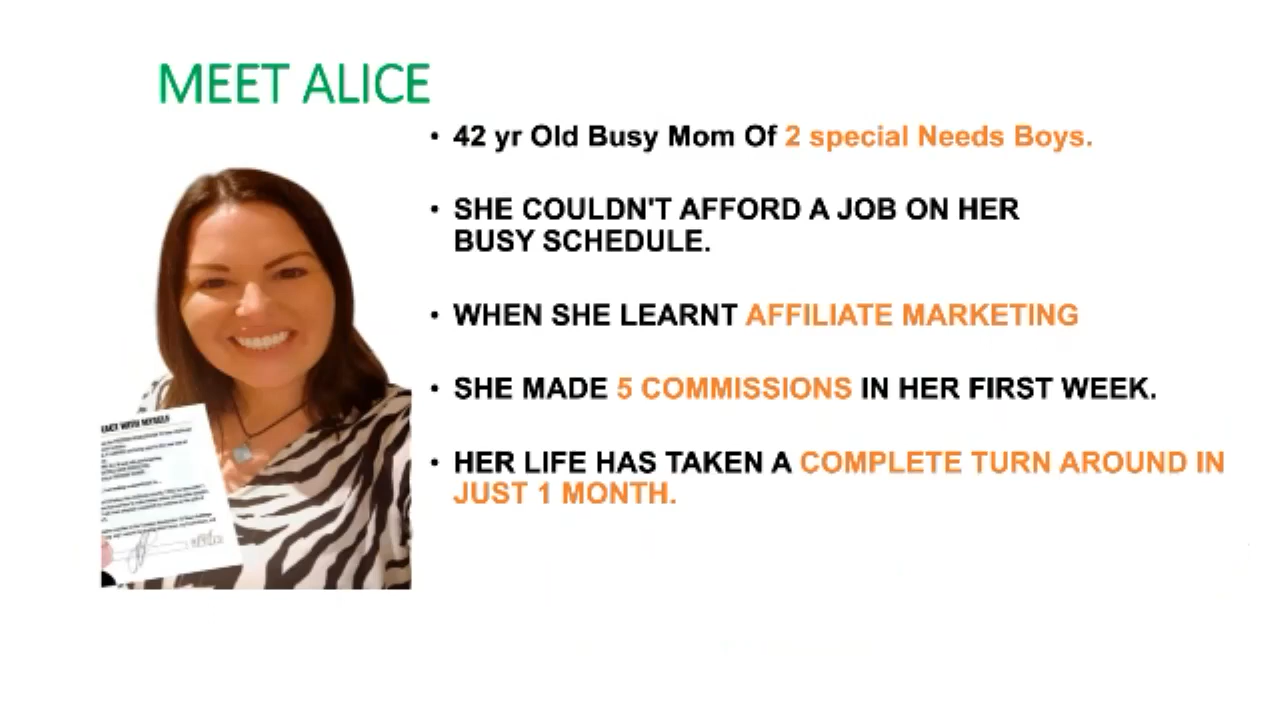 MEET ALICE
• 42 yr Old Busy Mom Of 2 special Needs Boys.
• SHE COULDN'T AFFORD A JOB ON HER
BUSY SCHEDULE.
• WHEN SHE LEARNT AFFILIATE MARKETING
• SHE MADE 5 COMMISSIONS IN HER FIRST WEEK.
• HER LIFE HAS TAKEN A COMPLETE TURN AROUND IN
JUST 1 MONTH.
WITH MYSELF